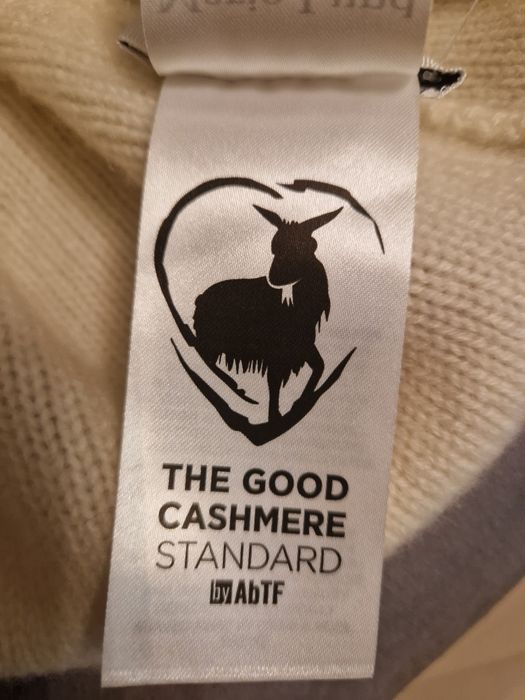 THE GOOD
CASHMERE
STANDARD
by AbTF